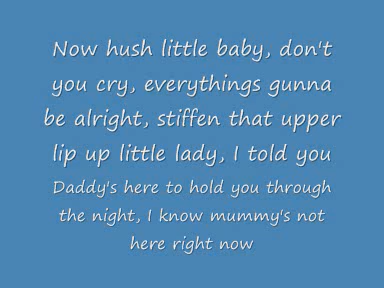 Now hush little baby, don't
you cry, everythings gunna
be alright, stiffen that upper
lip up little lady, I told you
Daddy's here to hold you through
the night, I know mummy's not
here right now